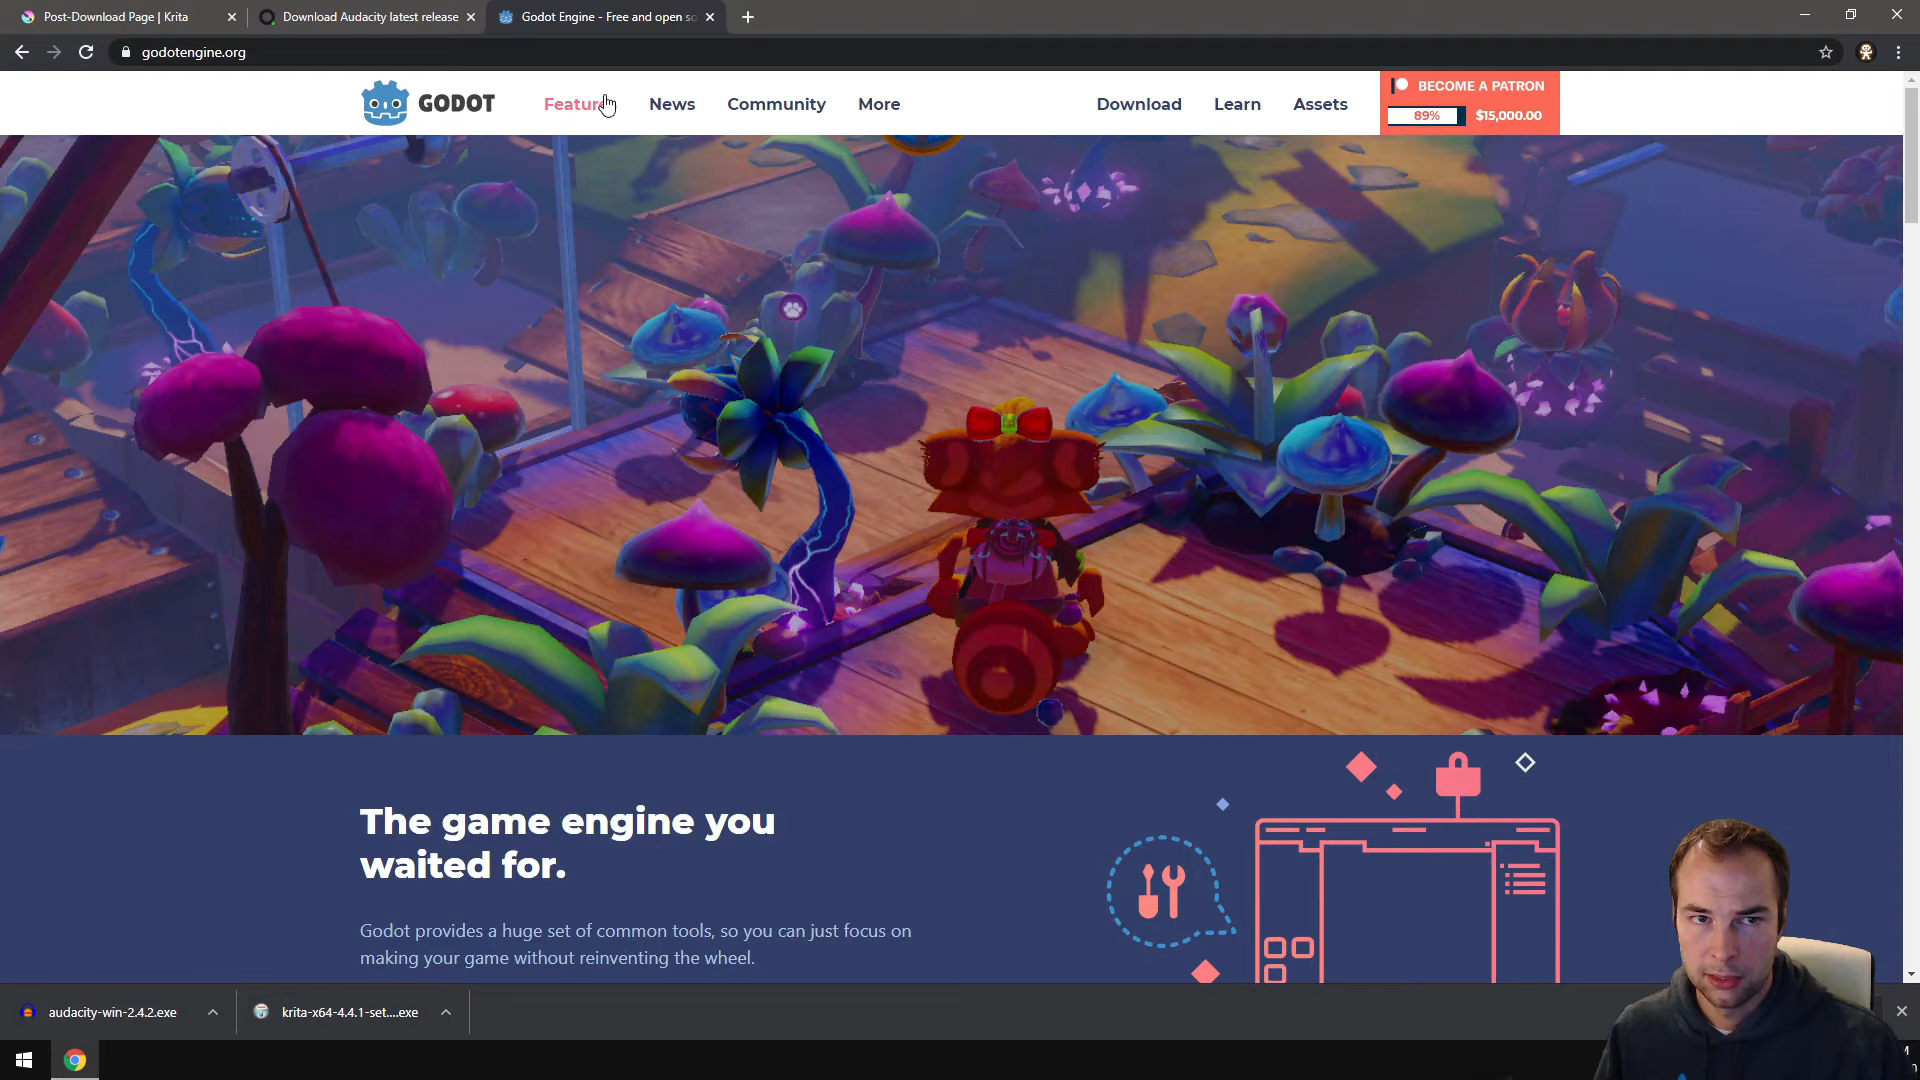 Post-Download Page | Krita
Download Audacity latest release
Godot Engine - Free and open so
godotengine.org
GODOT
Features
News
Community
More
Download
Learn
Assets
BECOME A PATRON
89%
$15,000.00
The game engine you
waited for.
Godot provides a huge set of common tools, so you can just focus on
making your game without reinventing the wheel.
audacity-win-2.4.2.exe
krita-x64-4.4.1-set....exe